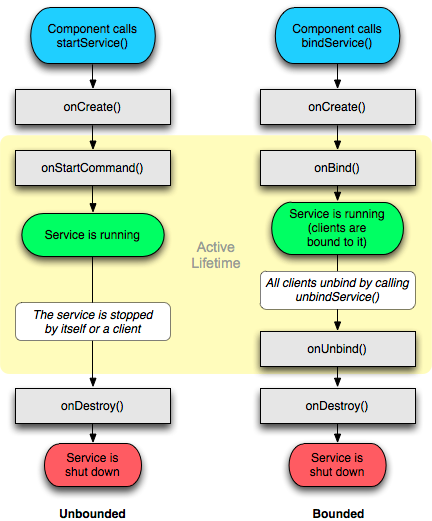 Component calls
startService()
onCreate()
onStartCommand()
Service is running
The service is stopped
by itself or a client
onDestroy()
Service is
shut down
Unbounded
Active
Lifetime
Component calls
bindService()
onCreate()
onBind()
Service is running
(clients are
bound to it)
All clients unbind by calling
unbindService()
onUnbind()
onDestroy()
Service is
shut down
Bounded